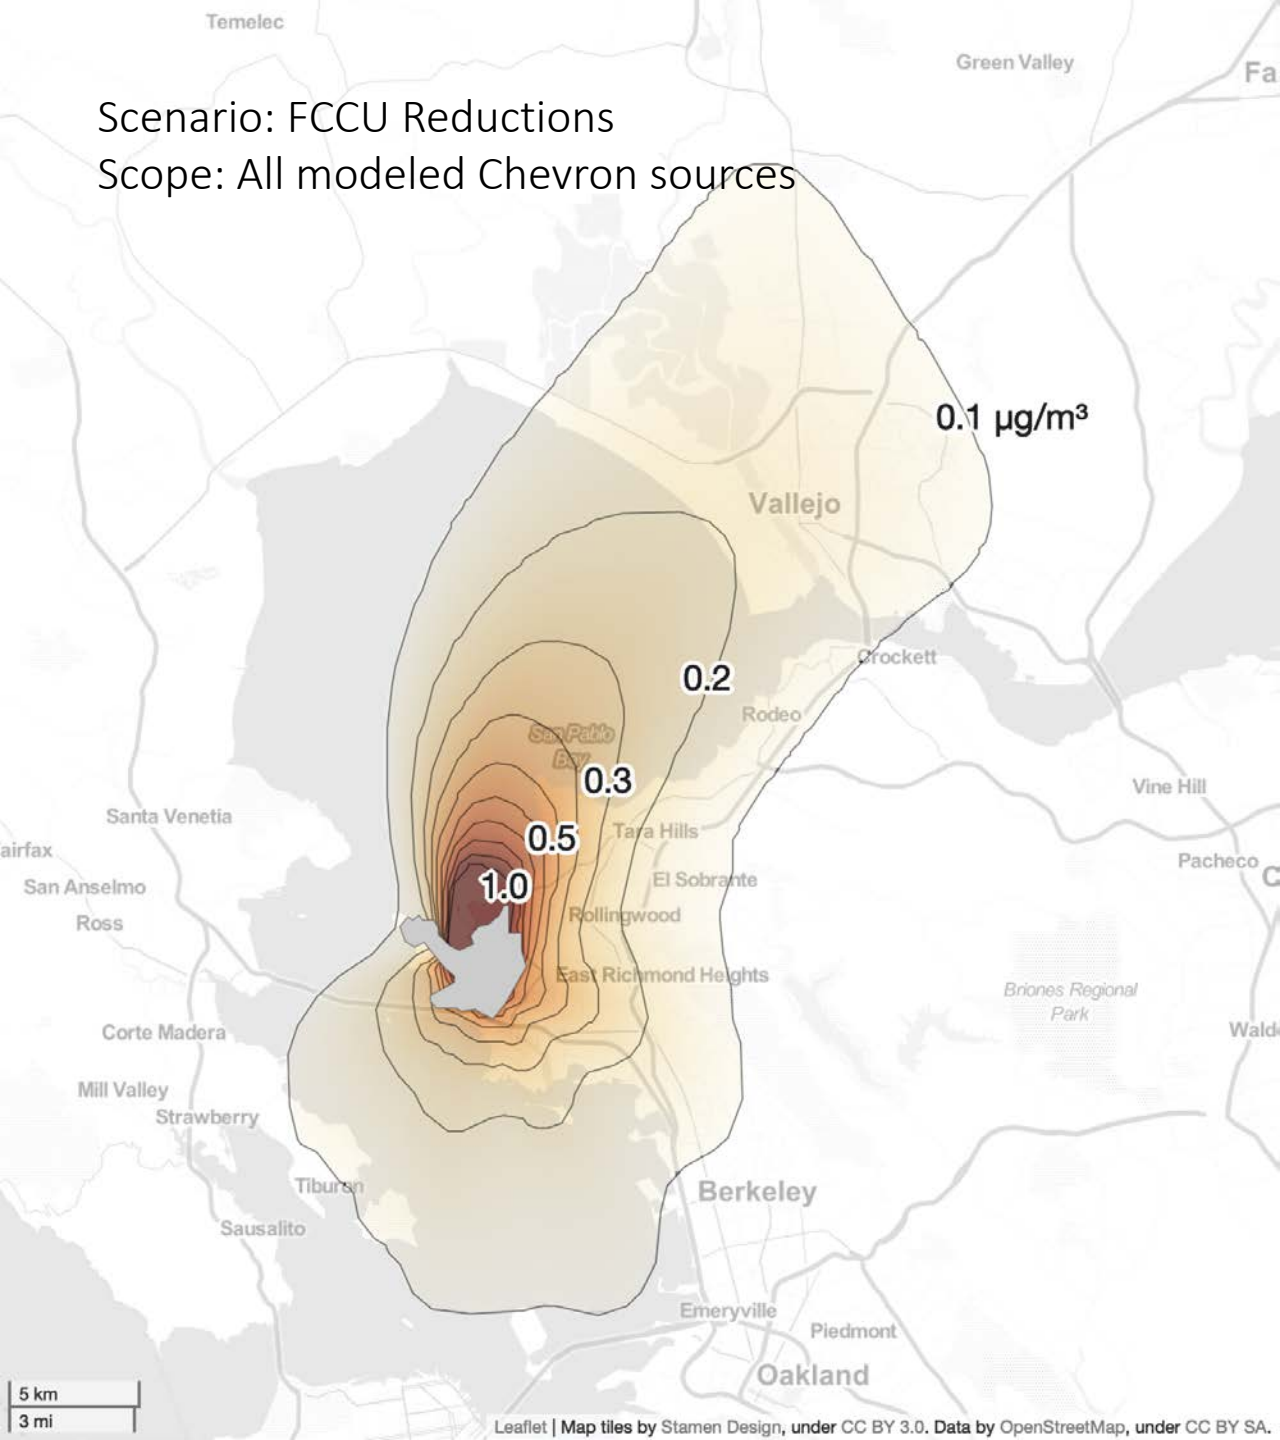 Temelec
Green Valley
Fa
Scenario: FCCU Reductions
Scope: All modeled Chevron sources
0.1 µg/m³
Vallejo
Crockett
0.2
Rodeo
San Pablo
Bay
0.3
Vine Hill
Santa Venetia
0.5
Tara Hills
airfax
Pacheco
C
San Anselmo
1.0
El Sobrante
Ross
Rollingwood
East Richmond Heights
Briones Regional
Park
Corte Madera
Wald
Mill Valley
Strawberry
Tiburon
Berkeley
Sausalito
Emeryville
Piedmont
Oakland
5 km
3 mi
Leaflet | Map tiles by Stamen Design, under CC BY 3.0. Data by OpenStreetMap, under CC BY SA.